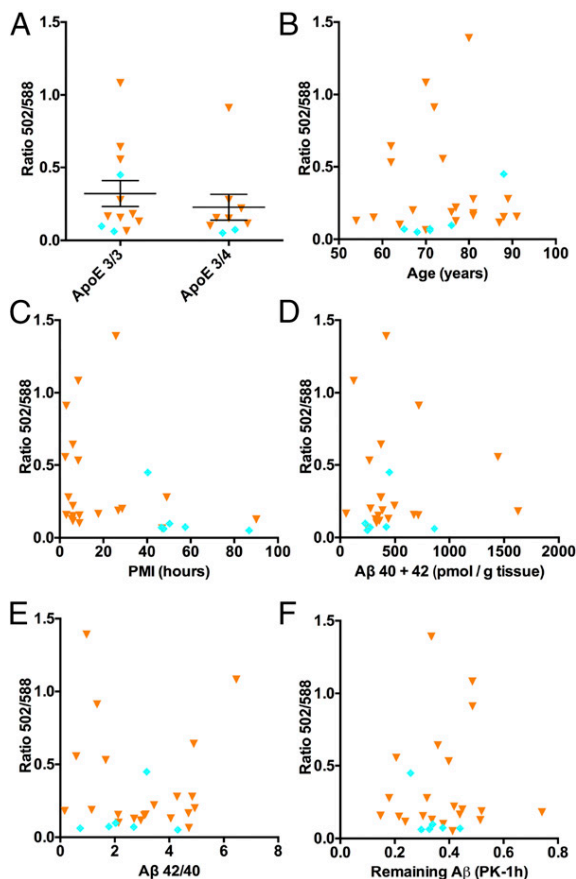 A
Ratio 502/588
1.5
1.0
0.5
0.0
ApoE 3/3
ApoE 3/4
B
Ratio 502/588
1.5
1.0
0.5
0.0
50 60 70 80 90 100
Age (years)
C
Ratio 502/588
1.5
1.0
0.5
0.0
0 20 40 60 80 100
PMI (hours)
D
Ratio 502/588
1.5
1.0
0.5
0.0
0 500 1000 1500 2000
Aβ 40 + 42 (pmol / g tissue)
E
Ratio 502/588
1.5
1.0
0.5
0.0
0 2 4 6 8
Aβ 42/40
F
Ratio 502/588
1.5
1.0
0.5
0.0
0.0 0.2 0.4 0.6 0.8
Remaining Aβ (PK-1h)